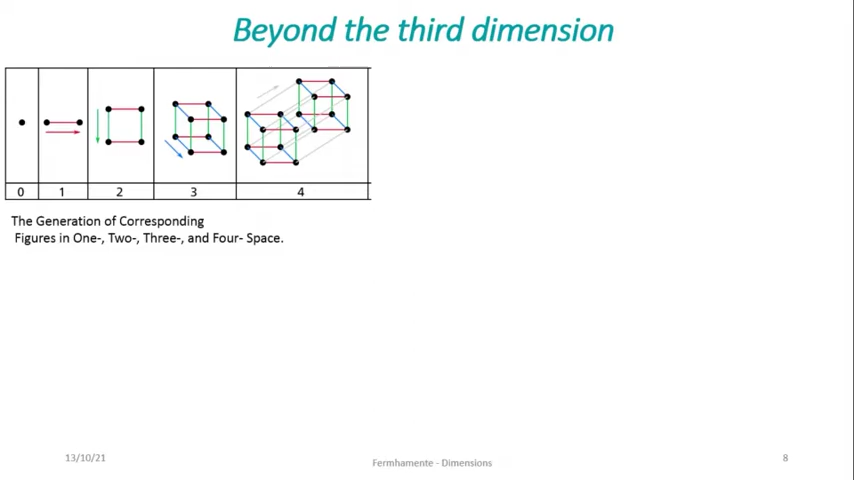 Beyond the third dimension
0 1 2 3 4
The Generation of Corresponding
Figures in One-, Two-, Three-, and Four- Space.
13/10/21 Fermhamente - Dimensions 8